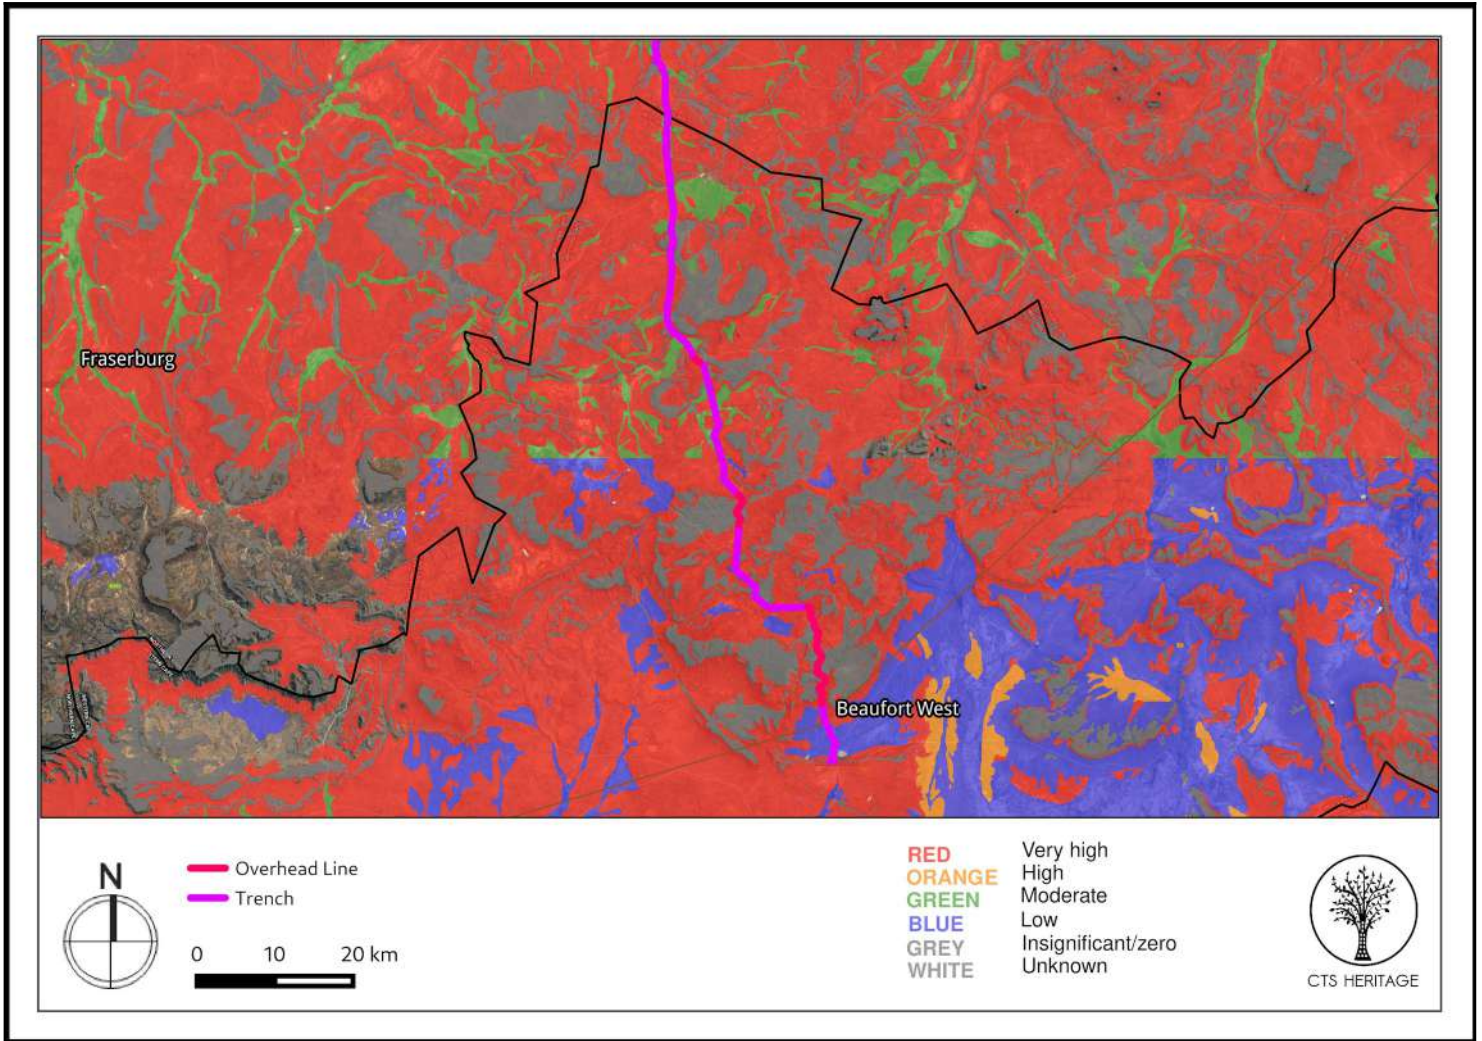 Fraserburg
Beaufort West
N
0 10 20 km
Overhead Line
Trench
RED Very high
ORANGE High
GREEN Moderate
BLUE Low
GREY Insignificant/zero
WHITE Unknown
CTS HERITAGE